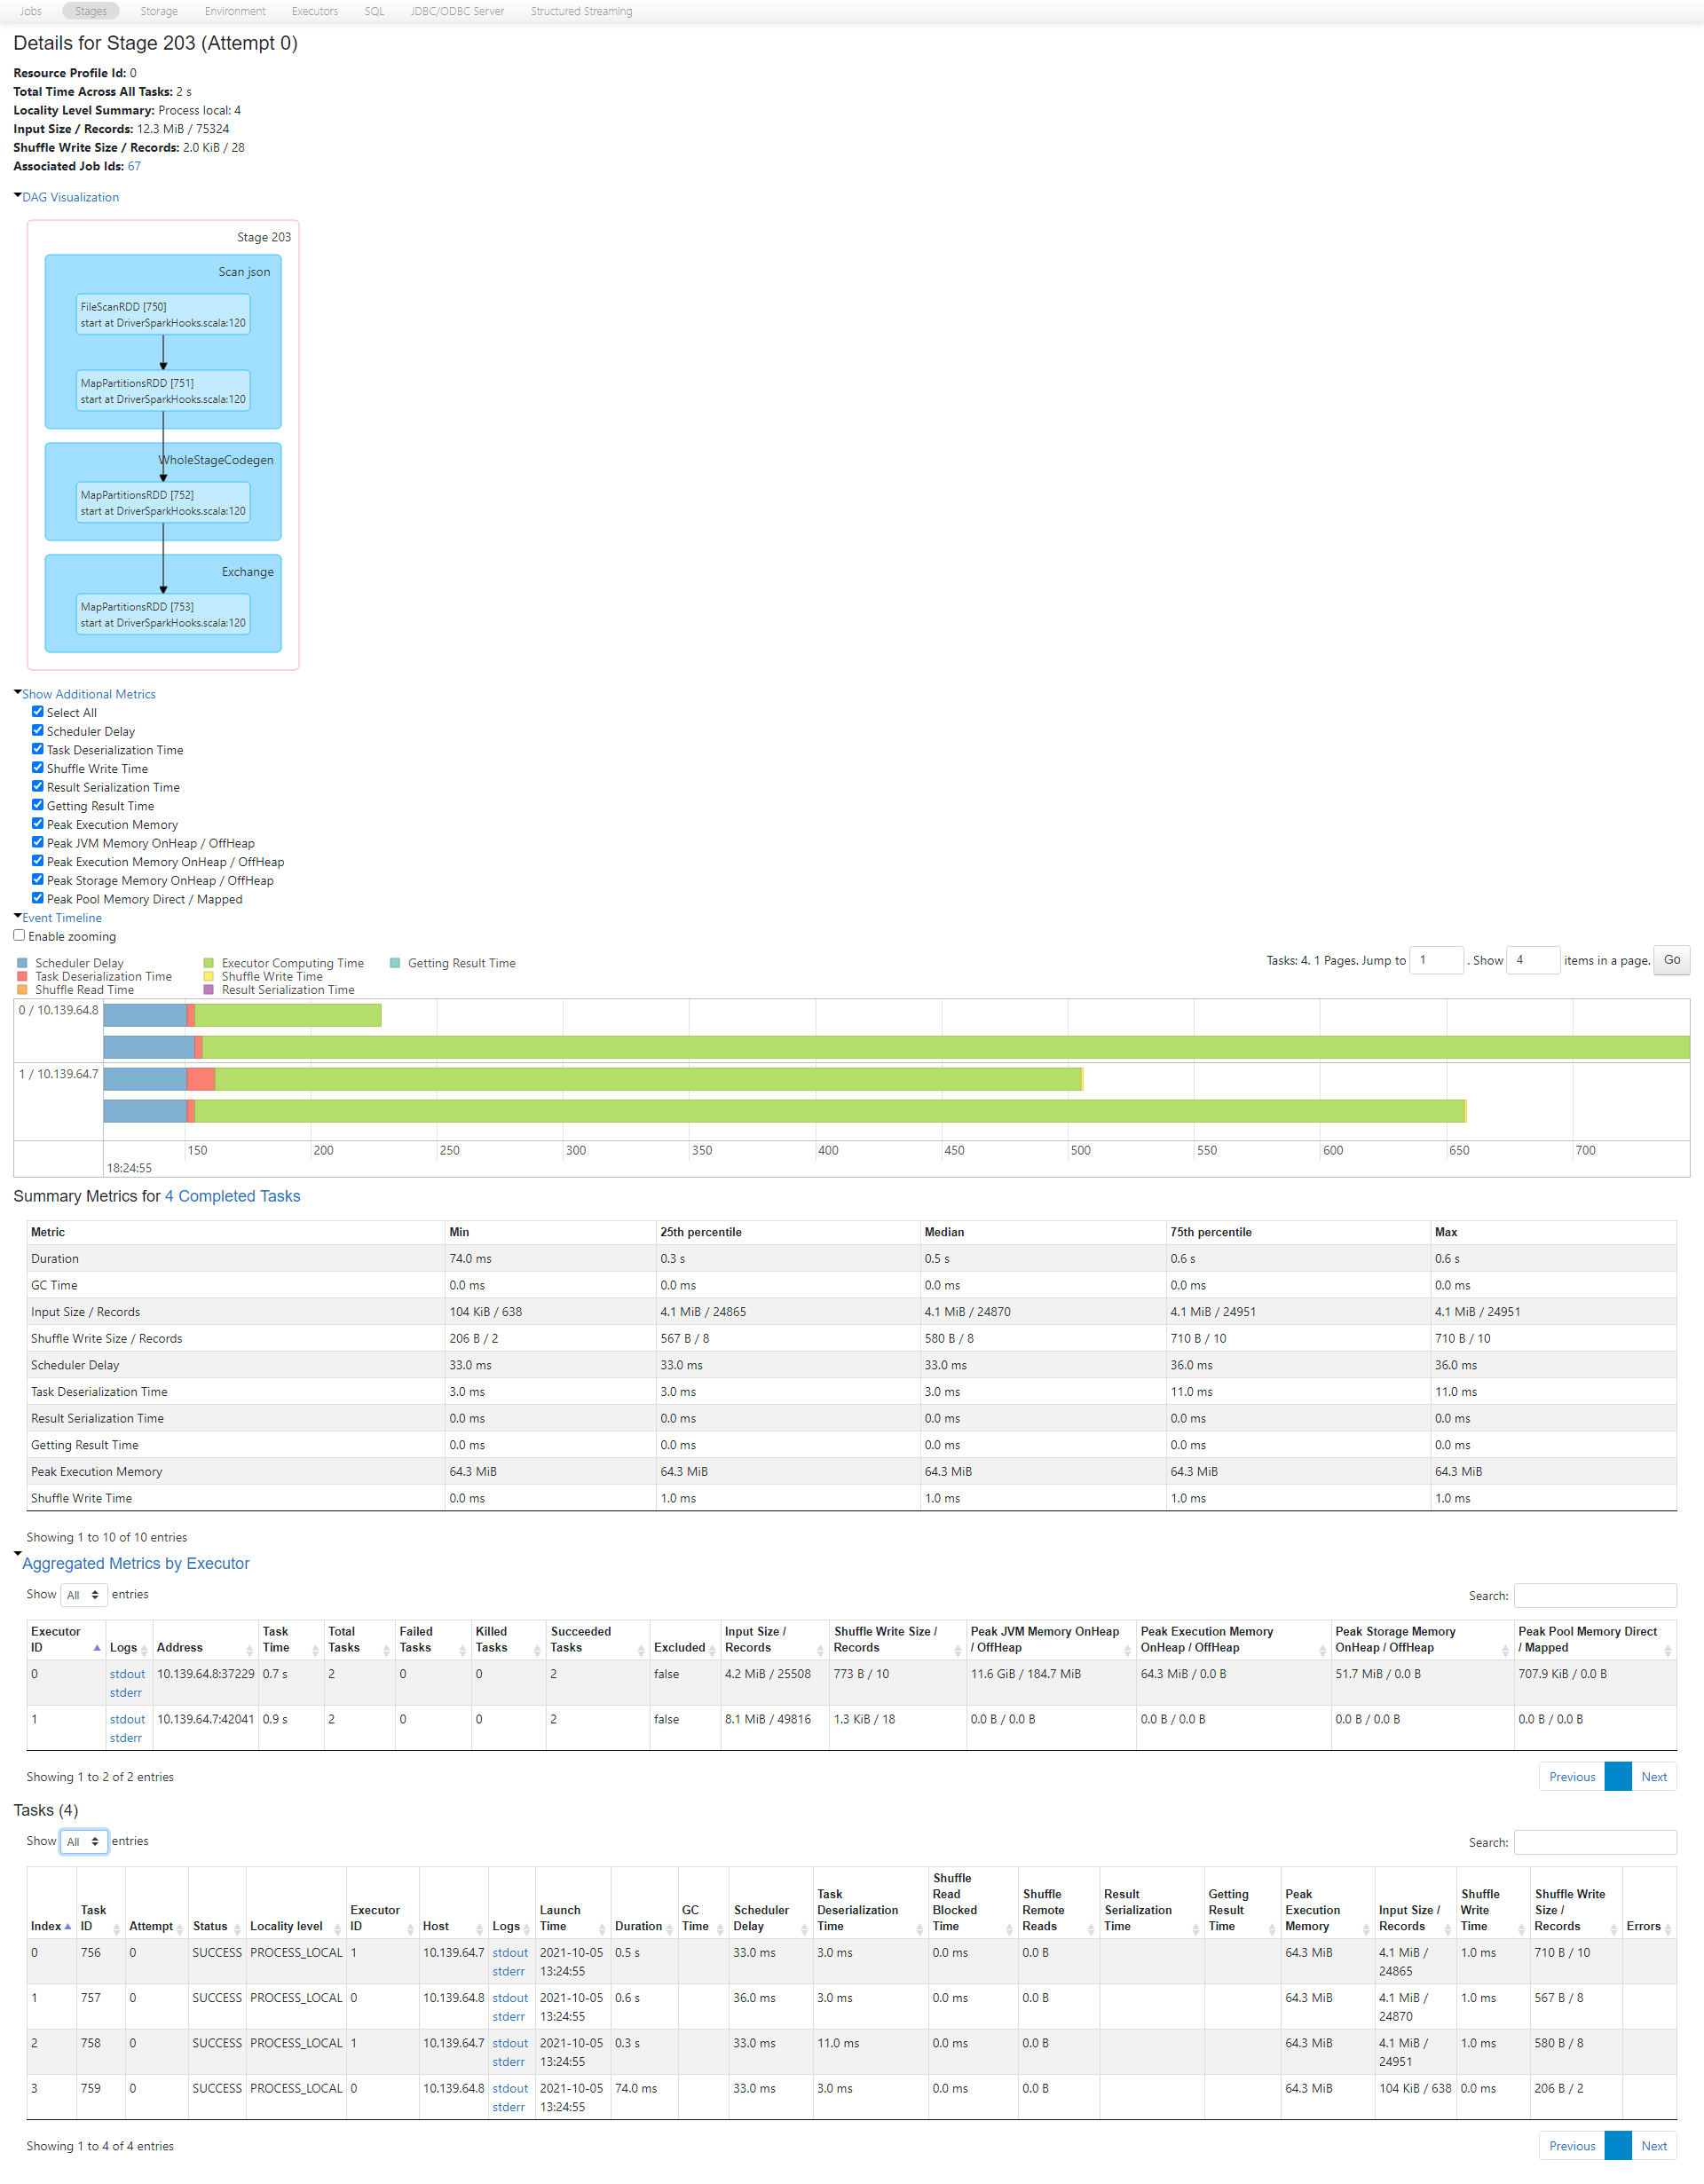 Jobs Stages Storage Environment Executors SQL JDBC/ODBC Server Structured Streaming
Details for Stage 203 (Attempt 0)
Resource Profile Id: 0
Total Time Across All Tasks: 2 s
Locality Level Summary: Process local: 4
Input Size / Records: 12.3 MiB / 75324
Shuffle Write Size / Records: 2.0 KiB / 28
Associated Job Ids: 67
DAG Visualization
Stage 203
Scan json
FileScanRDD [750]
start at DriverSparkHooks.scala:120
MapPartitionsRDD [751]
start at DriverSparkHooks.scala:120
WholeStageCodegen
MapPartitionsRDD [752]
start at DriverSparkHooks.scala:120
Exchange
MapPartitionsRDD [753]
start at DriverSparkHooks.scala:120
Show Additional Metrics
Select All
Scheduler Delay
Task Deserialization Time
Shuffle Write Time
Result Serialization Time
Getting Result Time
Peak Execution Memory
Peak JVM Memory OnHeap / OffHeap
Peak Execution Memory OnHeap / OffHeap
Peak Storage Memory OnHeap / OffHeap
Peak Pool Memory Direct / Mapped
Event Timeline
Enable zooming
Scheduler Delay Executor Computing Time Getting Result Time
Task Deserialization Time Shuffle Write Time
Shuffle Read Time Result Serialization Time
Tasks: 4. 1 Pages. Jump to 1 . Show 4 items in a page. Go
0 / 10.139.64.8
1 / 10.139.64.7
150 200 250 300 350 400 450 500 550 600 650 700
18:24:55
Summary Metrics for 4 Completed Tasks
Metric Min 25th percentile Median 75th percentile Max
Duration 74.0 ms 0.3 s 0.5 s 0.6 s 0.6 s
GC Time 0.0 ms 0.0 ms 0.0 ms 0.0 ms 0.0 ms
Input Size / Records 104 KiB / 638 4.1 MiB / 24865 4.1 MiB / 24870 4.1 MiB / 24951 4.1 MiB / 24951
Shuffle Write Size / Records 206 B / 2 567 B / 8 580 B / 8 710 B / 10 710 B / 10
Scheduler Delay 33.0 ms 33.0 ms 33.0 ms 36.0 ms 36.0 ms
Task Deserialization Time 3.0 ms 3.0 ms 3.0 ms 11.0 ms 11.0 ms
Result Serialization Time 0.0 ms 0.0 ms 0.0 ms 0.0 ms 0.0 ms
Getting Result Time 0.0 ms 0.0 ms 0.0 ms 0.0 ms 0.0 ms
Peak Execution Memory 64.3 MiB 64.3 MiB 64.3 MiB 64.3 MiB 64.3 MiB
Shuffle Write Time 0.0 ms 1.0 ms 1.0 ms 1.0 ms 1.0 ms
Showing 1 to 10 of 10 entries
Aggregated Metrics by Executor
Show All entries Search:
Executor ID Logs Address Task Time Total Tasks Failed Tasks Killed Tasks Succeeded Tasks Excluded Input Size / Records Shuffle Write Size / Records Peak JVM Memory OnHeap / OffHeap Peak Execution Memory OnHeap / OffHeap Peak Storage Memory OnHeap / OffHeap Peak Pool Memory Direct / Mapped
0 stdout 10.139.64.8:37229 0.7 s 2 0 0 2 false 4.2 MiB / 25508 773 B / 10 11.6 GiB / 184.7 MiB 64.3 MiB / 0.0 B 51.7 MiB / 0.0 B 707.9 KiB / 0.0 B
stderr
1 stdout 10.139.64.7:42041 0.9 s 2 0 0 2 false 8.1 MiB / 49816 1.3 KiB / 18 0.0 B / 0.0 B 0.0 B / 0.0 B 0.0 B / 0.0 B 0.0 B / 0.0 B
stderr
Showing 1 to 2 of 2 entries Previous Next
Tasks (4)
Show All entries Search:
Index Task ID Attempt Status Locality level Executor ID Host Logs Launch Time Duration GC Time Scheduler Delay Task Deserialization Time Shuffle Read Blocked Time Shuffle Remote Reads Result Serialization Time Getting Result Time Peak Execution Memory Input Size / Records Shuffle Write Time Shuffle Write Size / Records Errors
0 756 0 SUCCESS PROCESS_LOCAL 1 10.139.64.7 stdout 2021-10-05 0.5 s 33.0 ms 3.0 ms 0.0 ms 0.0 B 64.3 MiB 4.1 MiB / 1.0 ms 710 B / 10
stderr 13:24:55 24865
1 757 0 SUCCESS PROCESS_LOCAL 0 10.139.64.8 stdout 2021-10-05 0.6 s 36.0 ms 3.0 ms 0.0 ms 0.0 B 64.3 MiB 4.1 MiB / 1.0 ms 567 B / 8
stderr 13:24:55 24870
2 758 0 SUCCESS PROCESS_LOCAL 1 10.139.64.7 stdout 2021-10-05 0.3 s 33.0 ms 11.0 ms 0.0 ms 0.0 B 64.3 MiB 4.1 MiB / 1.0 ms 580 B / 8
stderr 13:24:55 24951
3 759 0 SUCCESS PROCESS_LOCAL 0 10.139.64.8 stdout 2021-10-05 74.0 ms 33.0 ms 3.0 ms 0.0 ms 0.0 B 64.3 MiB 104 KiB / 638 0.0 ms 206 B / 2
stderr 13:24:55
Showing 1 to 4 of 4 entries Previous Next